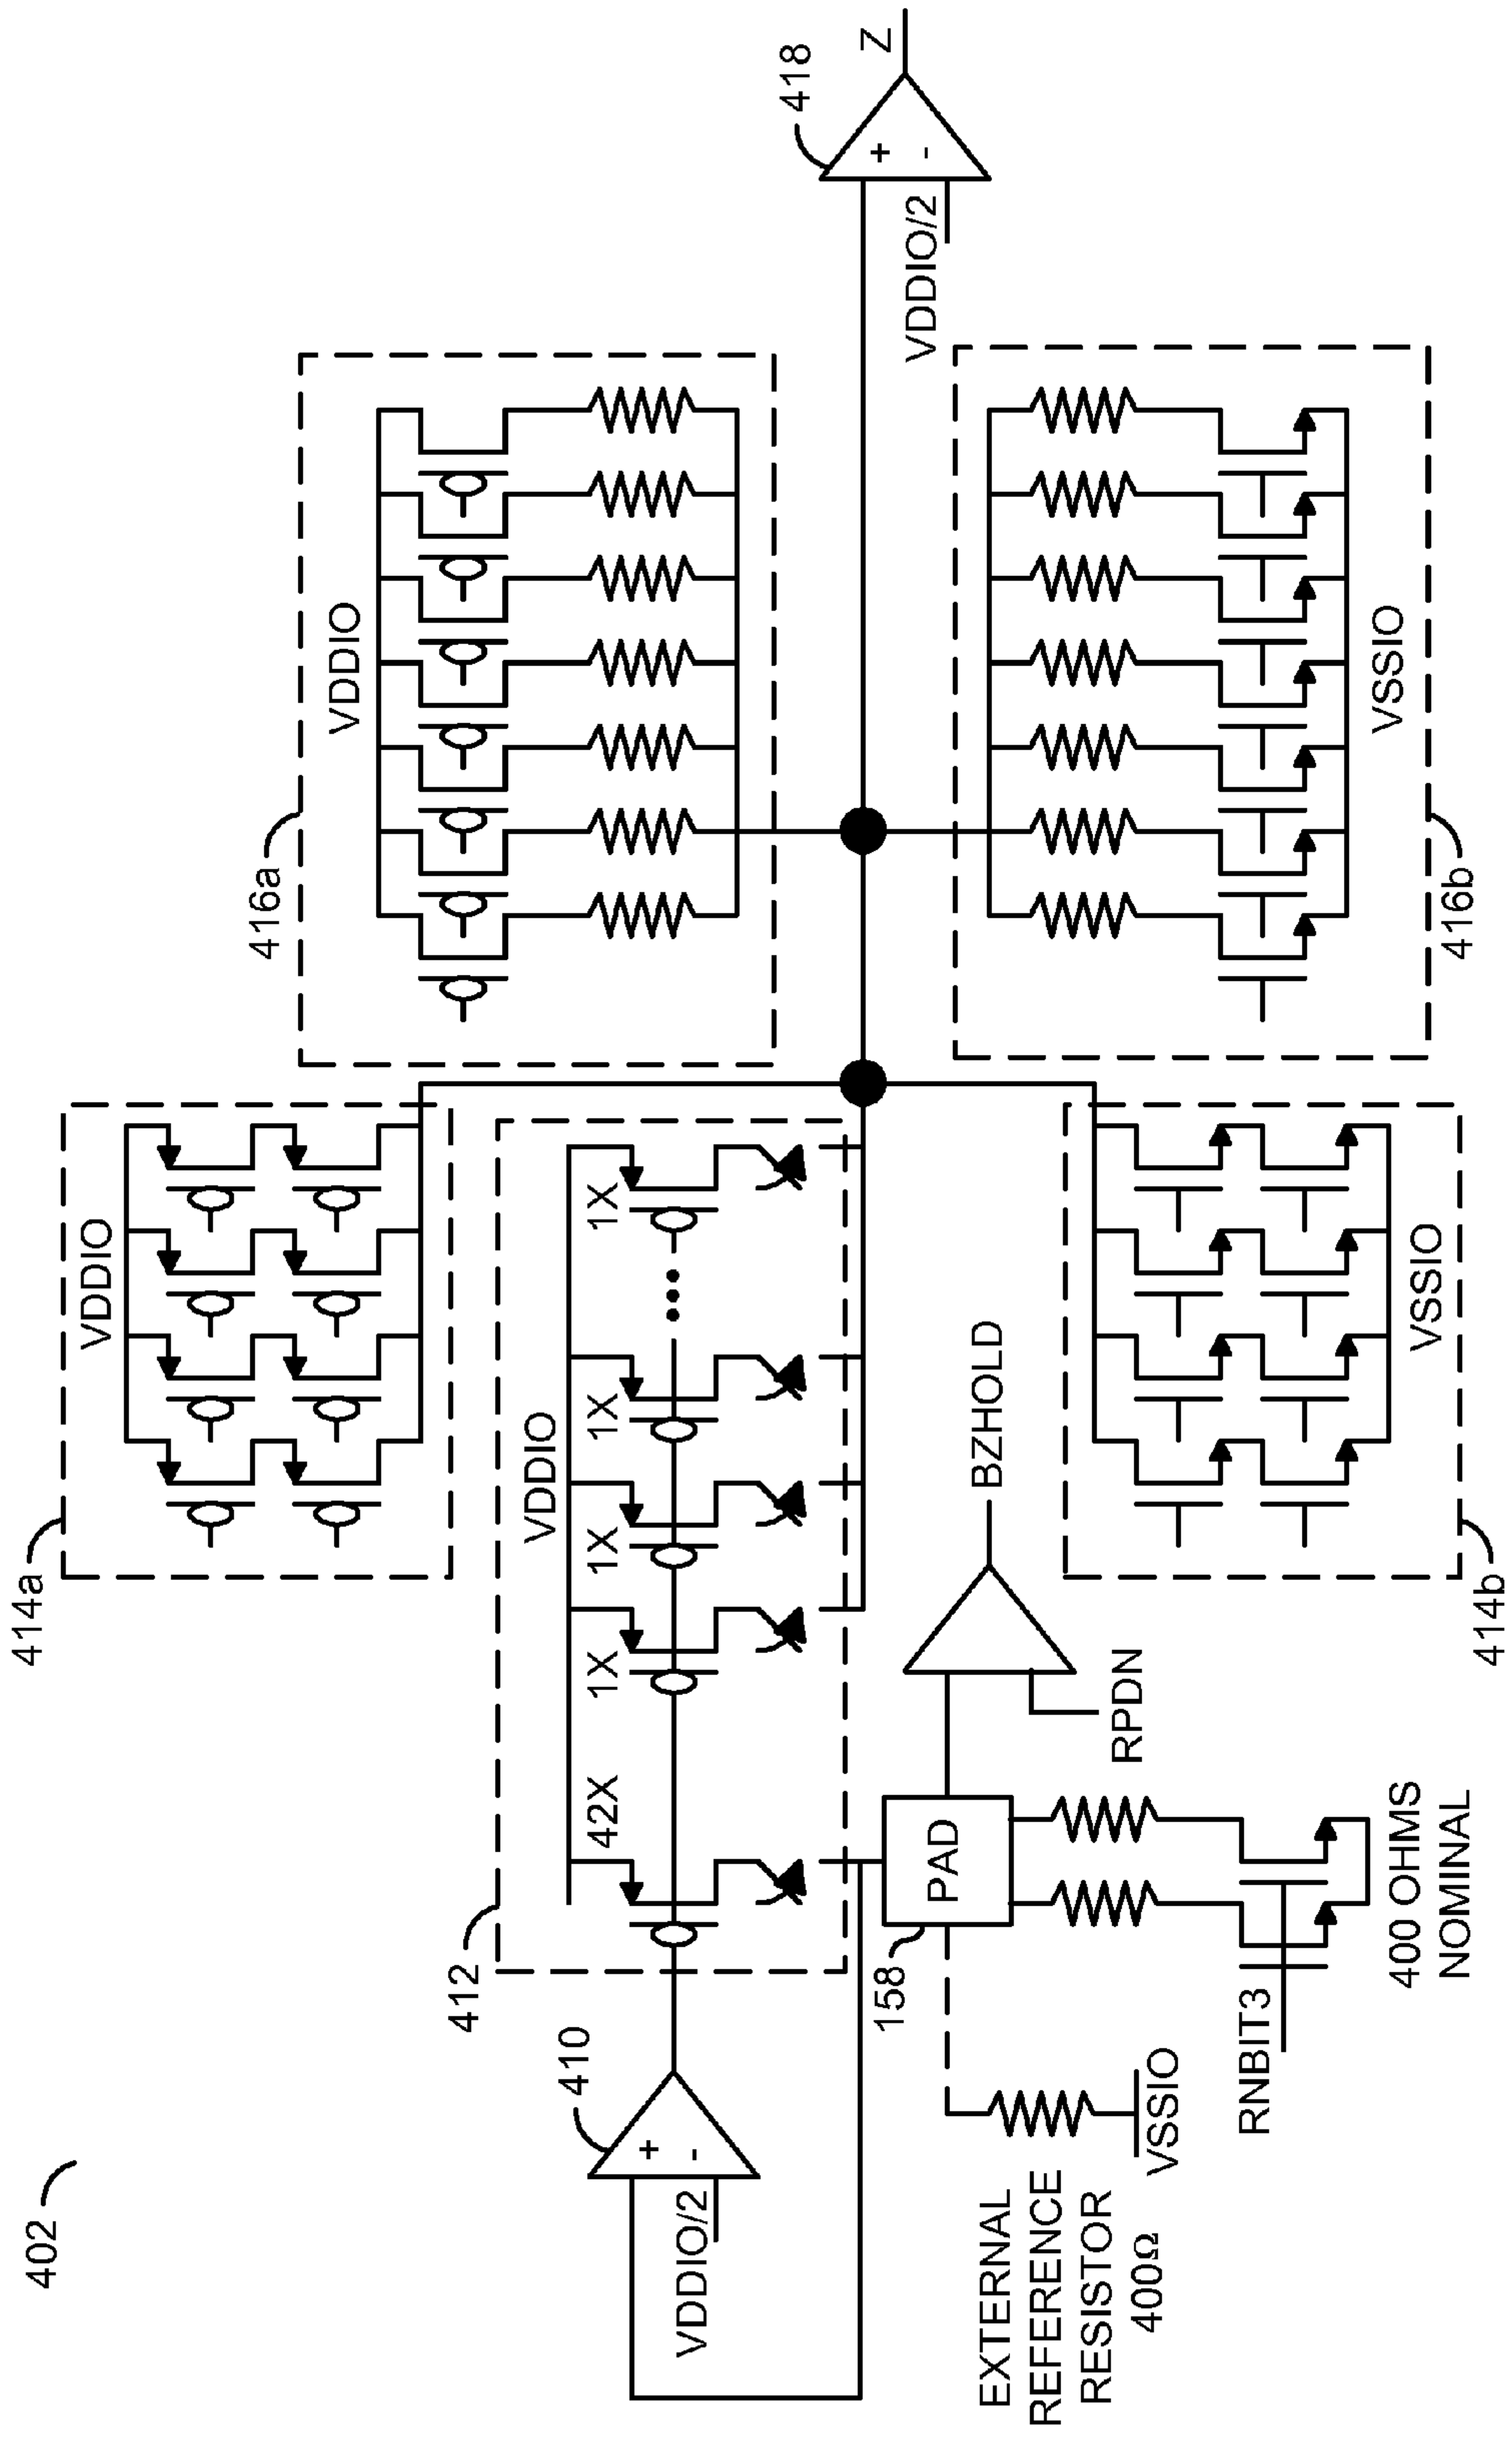 402
414a
VDDIO
416a
VDDIO
412
VDDIO
42X
1X
1X
1X
1X
410
+
-
VDDIO/2
418
+
-
VDDIO/2
Z
158
PAD
BZHOLD
RPDN
EXTERNAL
REFERENCE
RESISTOR
400Ω
VSSIO
RNBIT3
400 OHMS
NOMINAL
414b
VSSIO
416b
VSSIO